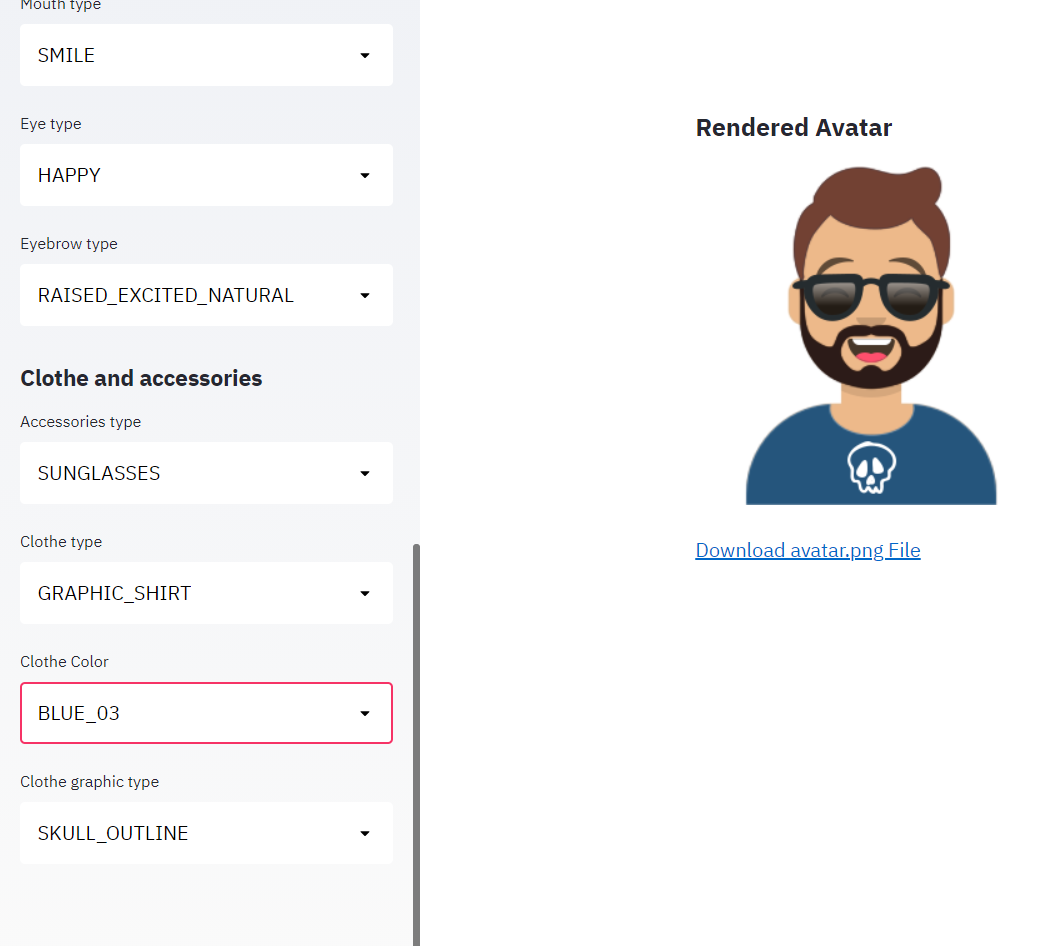 Mouth type
SMILE
Eye type
HAPPY
Eyebrow type
RAISED_EXCITED_NATURAL
Clothe and accessories
Accessories type
SUNGLASSES
Clothe type
GRAPHIC_SHIRT
Clothe Color
BLUE_03
Clothe graphic type
SKULL_OUTLINE
Rendered Avatar
Download avatar.png File